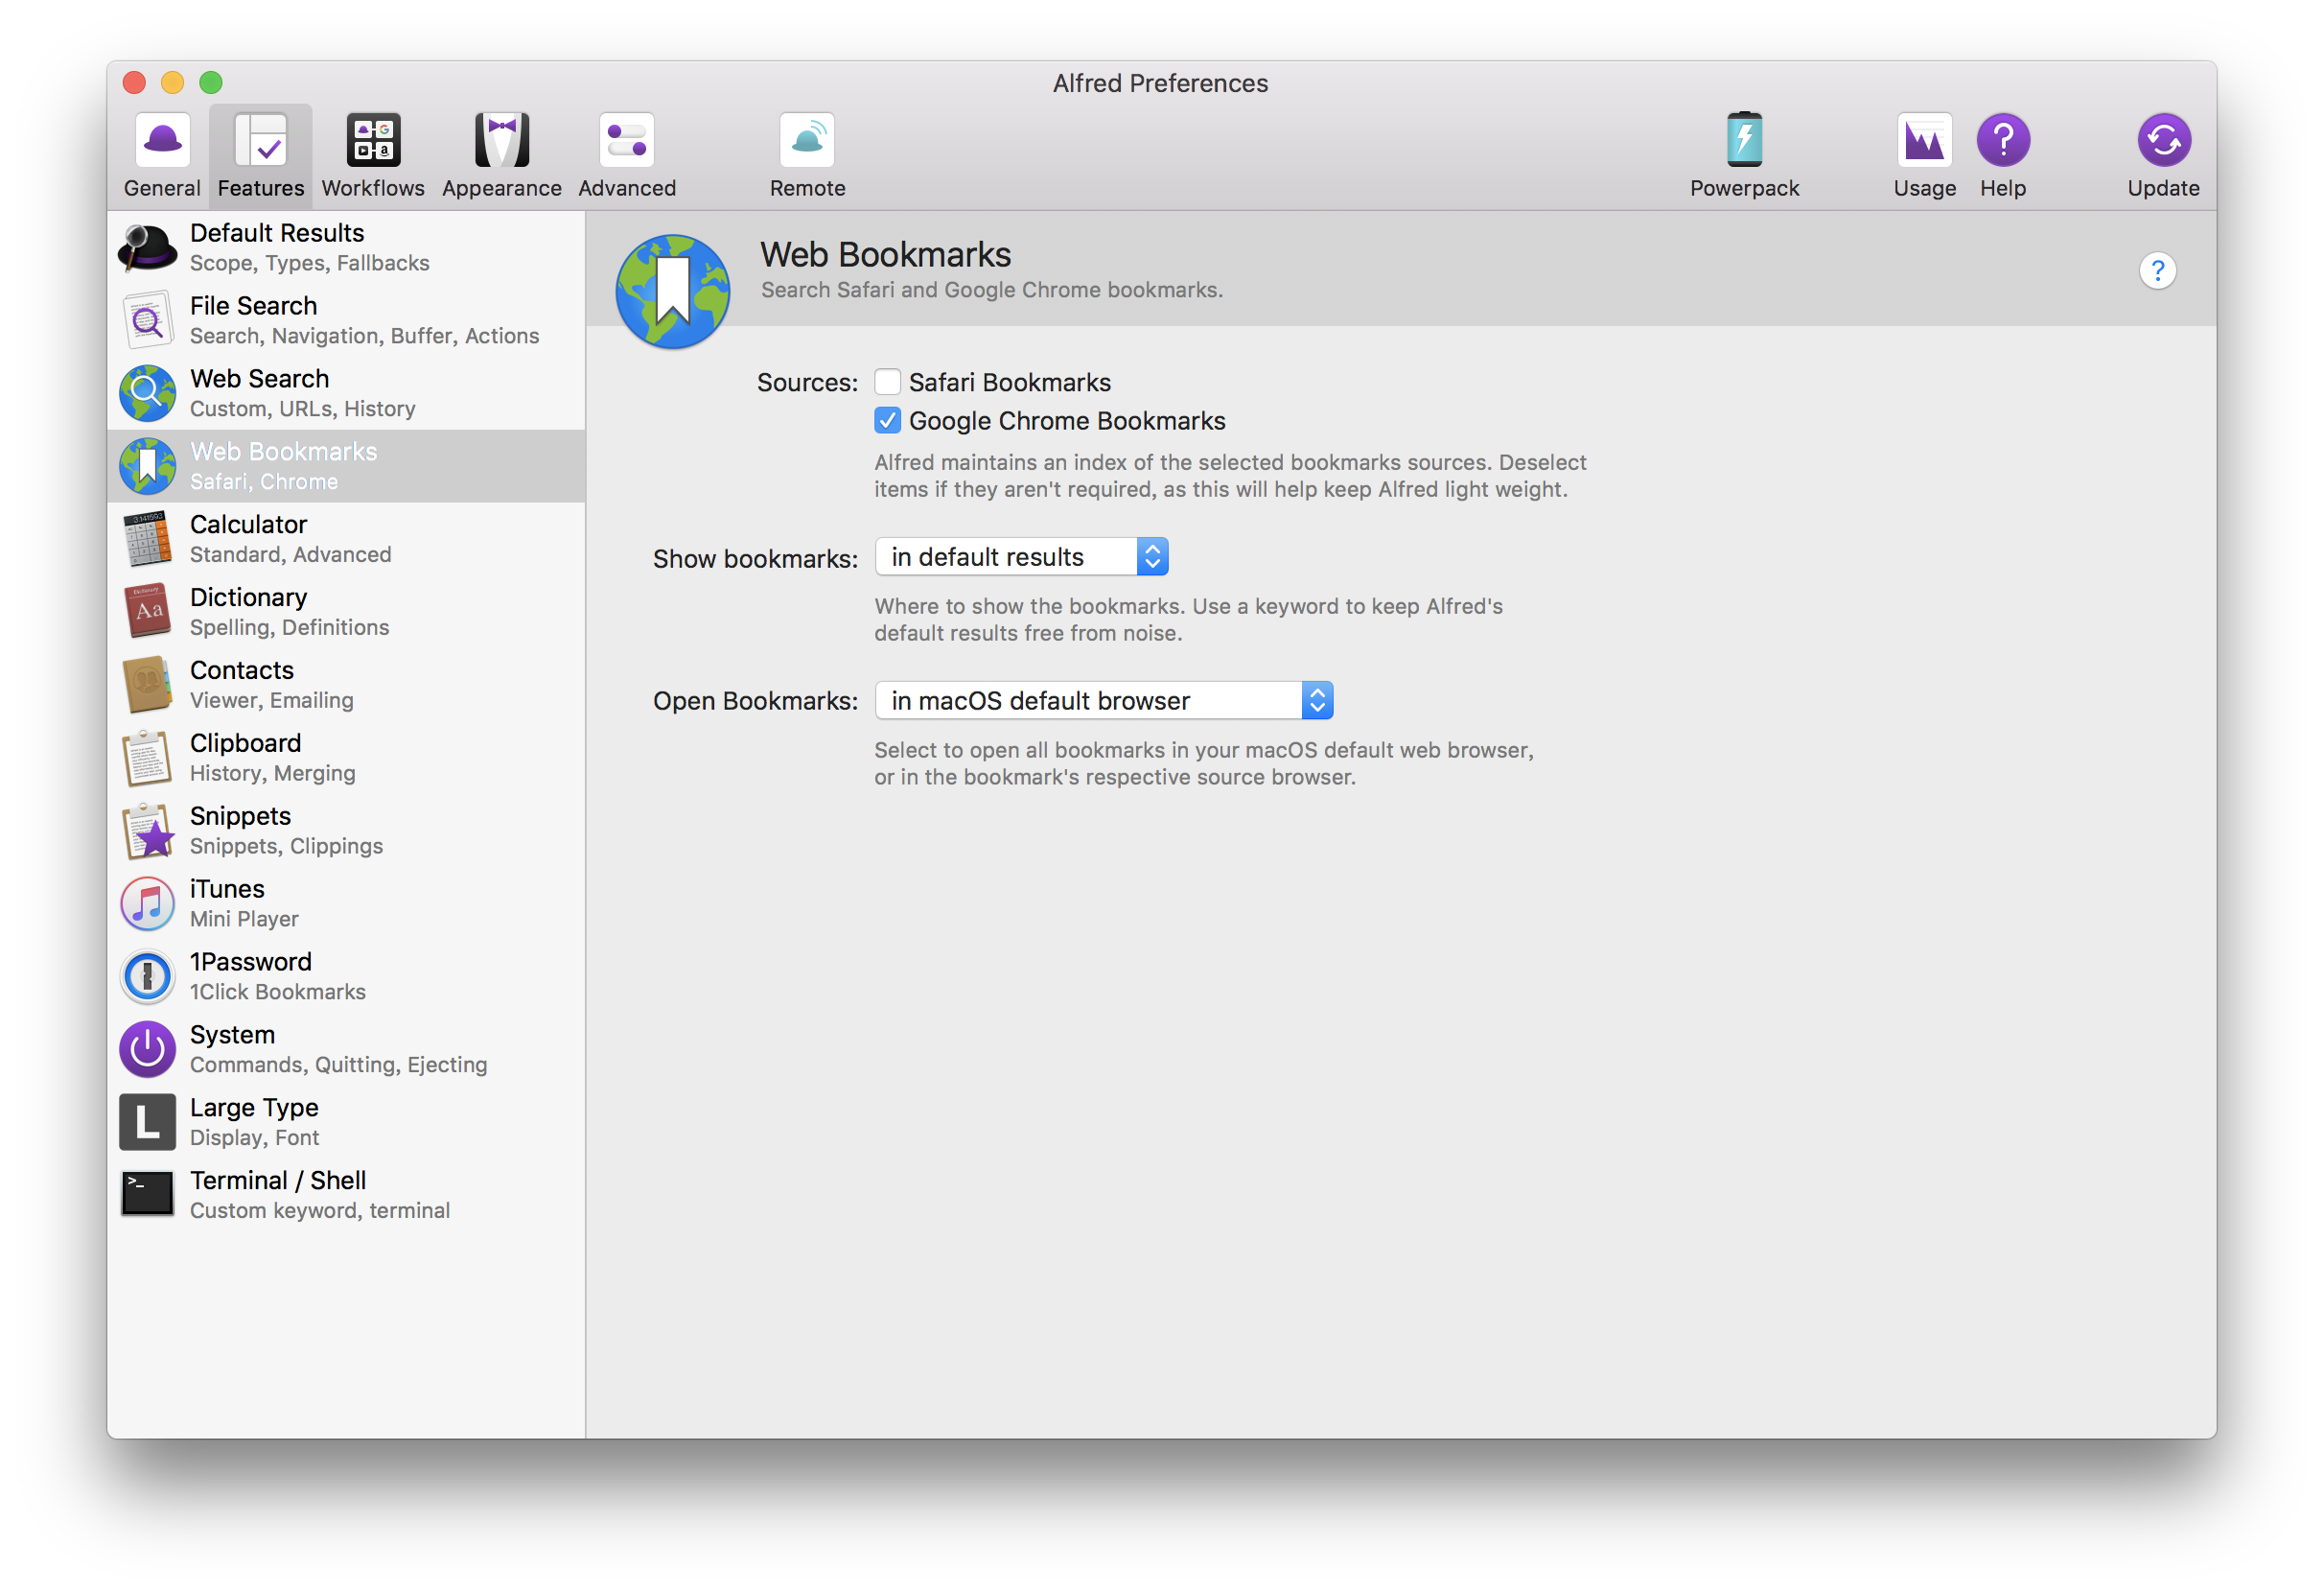 Alfred Preferences
General
Features
Workflows
Appearance
Advanced
Remote
Powerpack
Usage
Help
Update
Default Results
Scope, Types, Fallbacks
File Search
Search, Navigation, Buffer, Actions
Web Search
Custom, URLs, History
Web Bookmarks
Safari, Chrome
Calculator
Standard, Advanced
Dictionary
Spelling, Definitions
Contacts
Viewer, Emailing
Clipboard
History, Merging
Snippets
Snippets, Clippings
iTunes
Mini Player
1Password
1Click Bookmarks
System
Commands, Quitting, Ejecting
L
Large Type
Display, Font
>_
Terminal / Shell
Custom keyword, terminal
Web Bookmarks
Search Safari and Google Chrome bookmarks.
?
Sources: Safari Bookmarks
Google Chrome Bookmarks
Alfred maintains an index of the selected bookmarks sources. Deselect
items if they aren't required, as this will help keep Alfred light weight.
Show bookmarks: in default results
Where to show the bookmarks. Use a keyword to keep Alfred's
default results free from noise.
Open Bookmarks: in macOS default browser
Select to open all bookmarks in your macOS default web browser,
or in the bookmark's respective source browser.